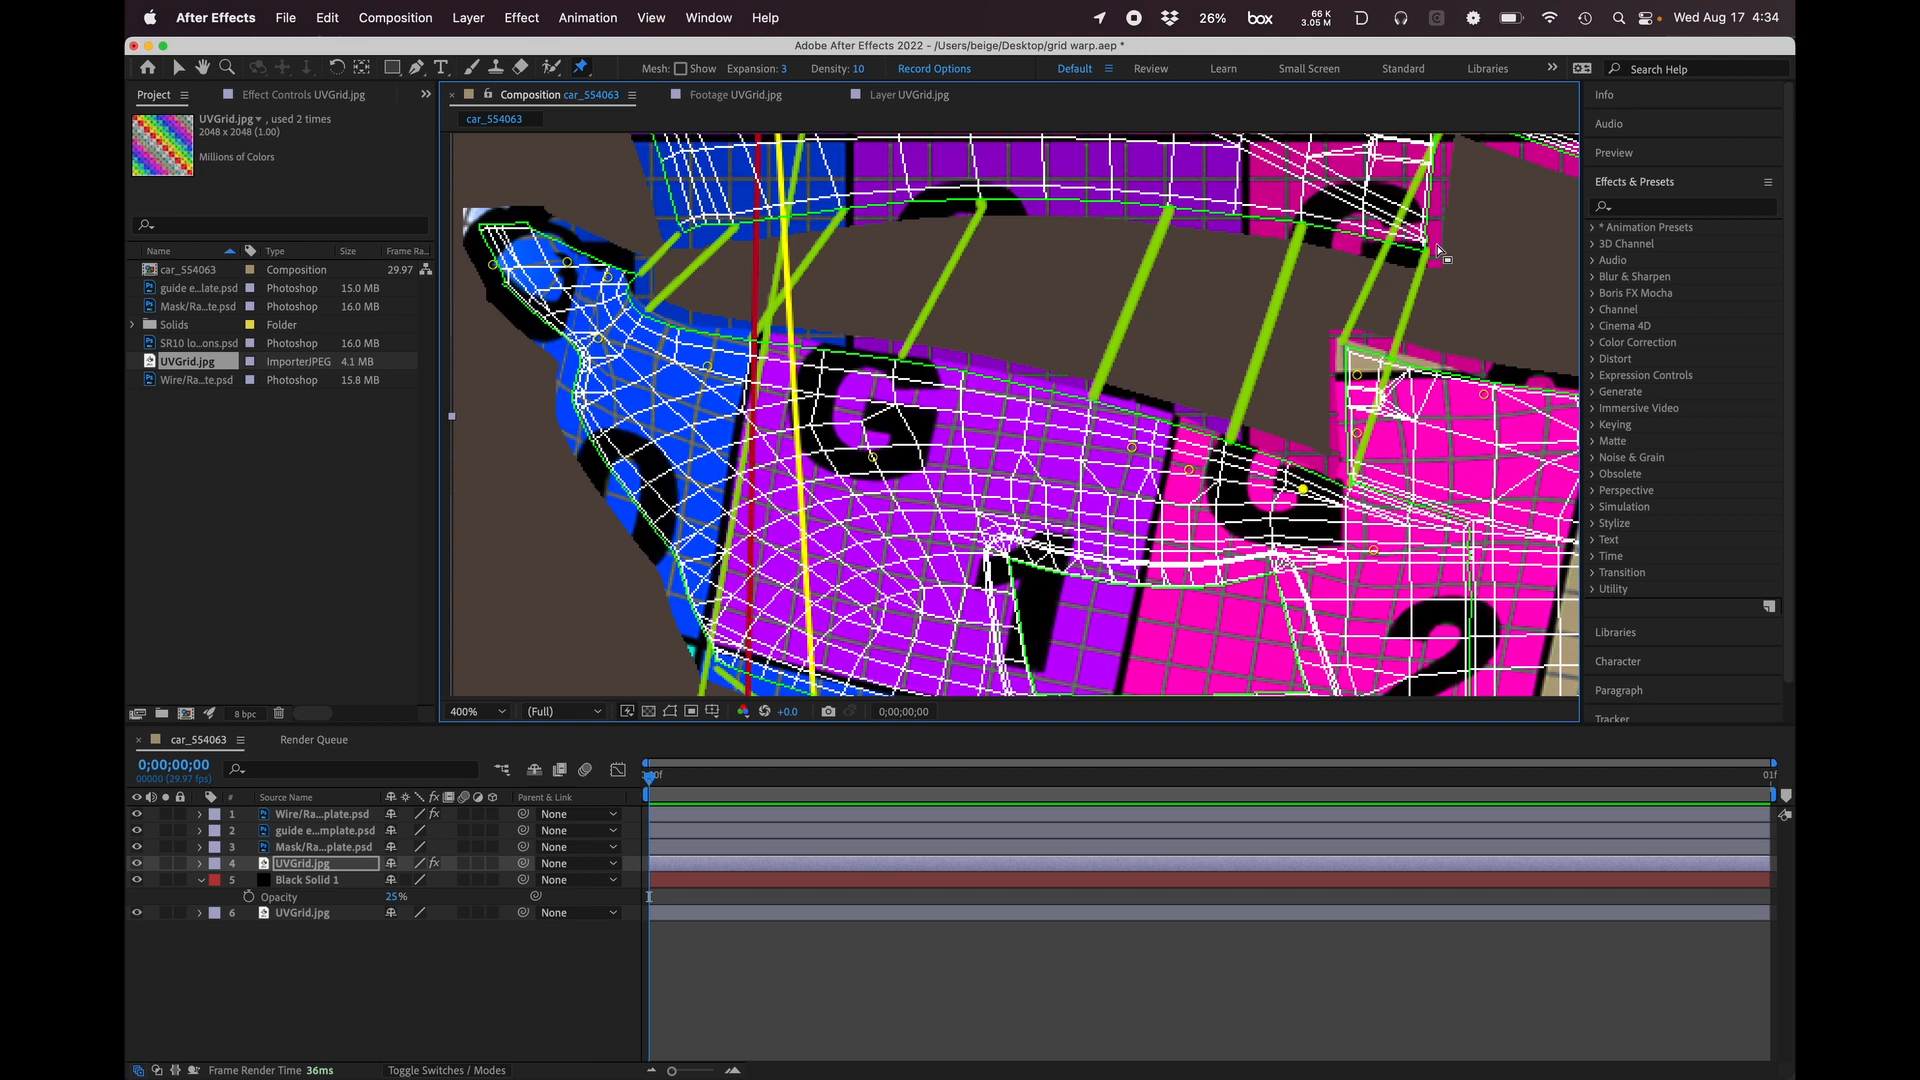 After Effects File Edit Composition Layer Effect Animation View Window Help
26% box 66 K 3.05 M Wed Aug 17 4:34
Adobe After Effects 2022 - /Users/beige/Desktop/grid warp.aep *
Mesh: Show Expansion: 3 Density: 10 Record Options Default Review Learn Small Screen Standard Libraries Search Help
Project Effect Controls UVGrid.jpg
Composition car_554063 Footage UVGrid.jpg Layer UVGrid.jpg
car_554063
UVGrid.jpg , used 2 times
2048 x 2048 (1.00)
Millions of Colors
Name Type Size Frame Ra...
car_554063 Composition 29.97
guide e...late.psd Photoshop 15.0 MB
Mask/Ra...te.psd Photoshop 16.0 MB
Solids Folder
SR10 lo...ons.psd Photoshop 16.0 MB
UVGrid.jpg ImporterJPEG 4.1 MB
Wire/Ra...te.psd Photoshop 15.8 MB
8 bpc
400% (Full) +0.0 0;00;00;00
Info
Audio
Preview
Effects & Presets
* Animation Presets
3D Channel
Audio
Blur & Sharpen
Boris FX Mocha
Channel
Cinema 4D
Color Correction
Distort
Expression Controls
Generate
Immersive Video
Keying
Matte
Noise & Grain
Obsolete
Perspective
Simulation
Stylize
Text
Time
Transition
Utility
Libraries
Character
Paragraph
Tracker
car_554063 Render Queue
0;00;00;00
00000 (29.97 fps)
01f
# Source Name Parent & Link
1 Wire/Ra...plate.psd None
2 guide e...mplate.psd None
3 Mask/Ra...plate.psd None
4 UVGrid.jpg None
5 Black Solid 1 None
Opacity 25%
6 UVGrid.jpg None
Frame Render Time 36ms Toggle Switches / Modes